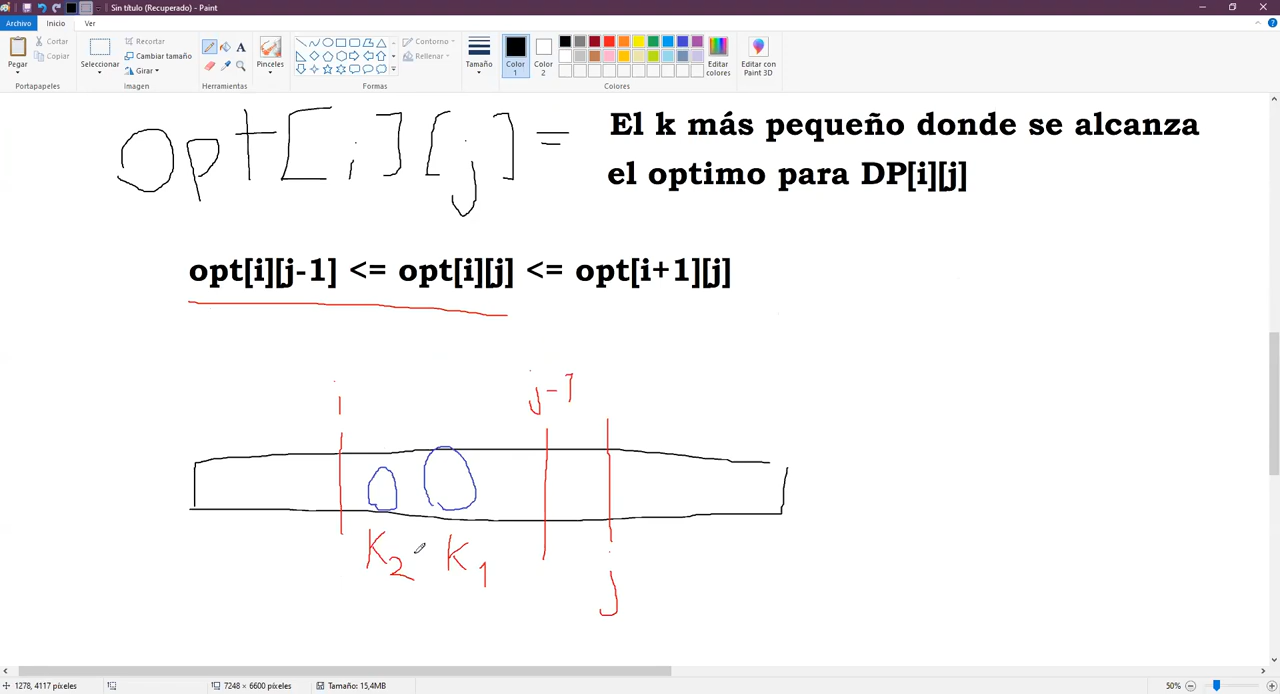 Sin título (Recuperado) - Paint
Archivo Inicio Ver
Pegar
Cortar
Copiar
Portapapeles
Seleccionar
Recortar
Cambiar tamaño
Girar
Imagen
A
Herramientas
Pinceles
Contorno
Rellenar
Formas
Tamaño
Color 1
Color 2
Editar colores
Colores
Editar con Paint 3D
opt[i][j] =
El k más pequeño donde se alcanza
el optimo para DP[i][j]
opt[i][j-1] <= opt[i][j] <= opt[i+1][j]
i
j-1
K2
K1
j
1278, 4117 píxeles
7248 × 6600 píxeles
Tamaño: 15,4MB
50%